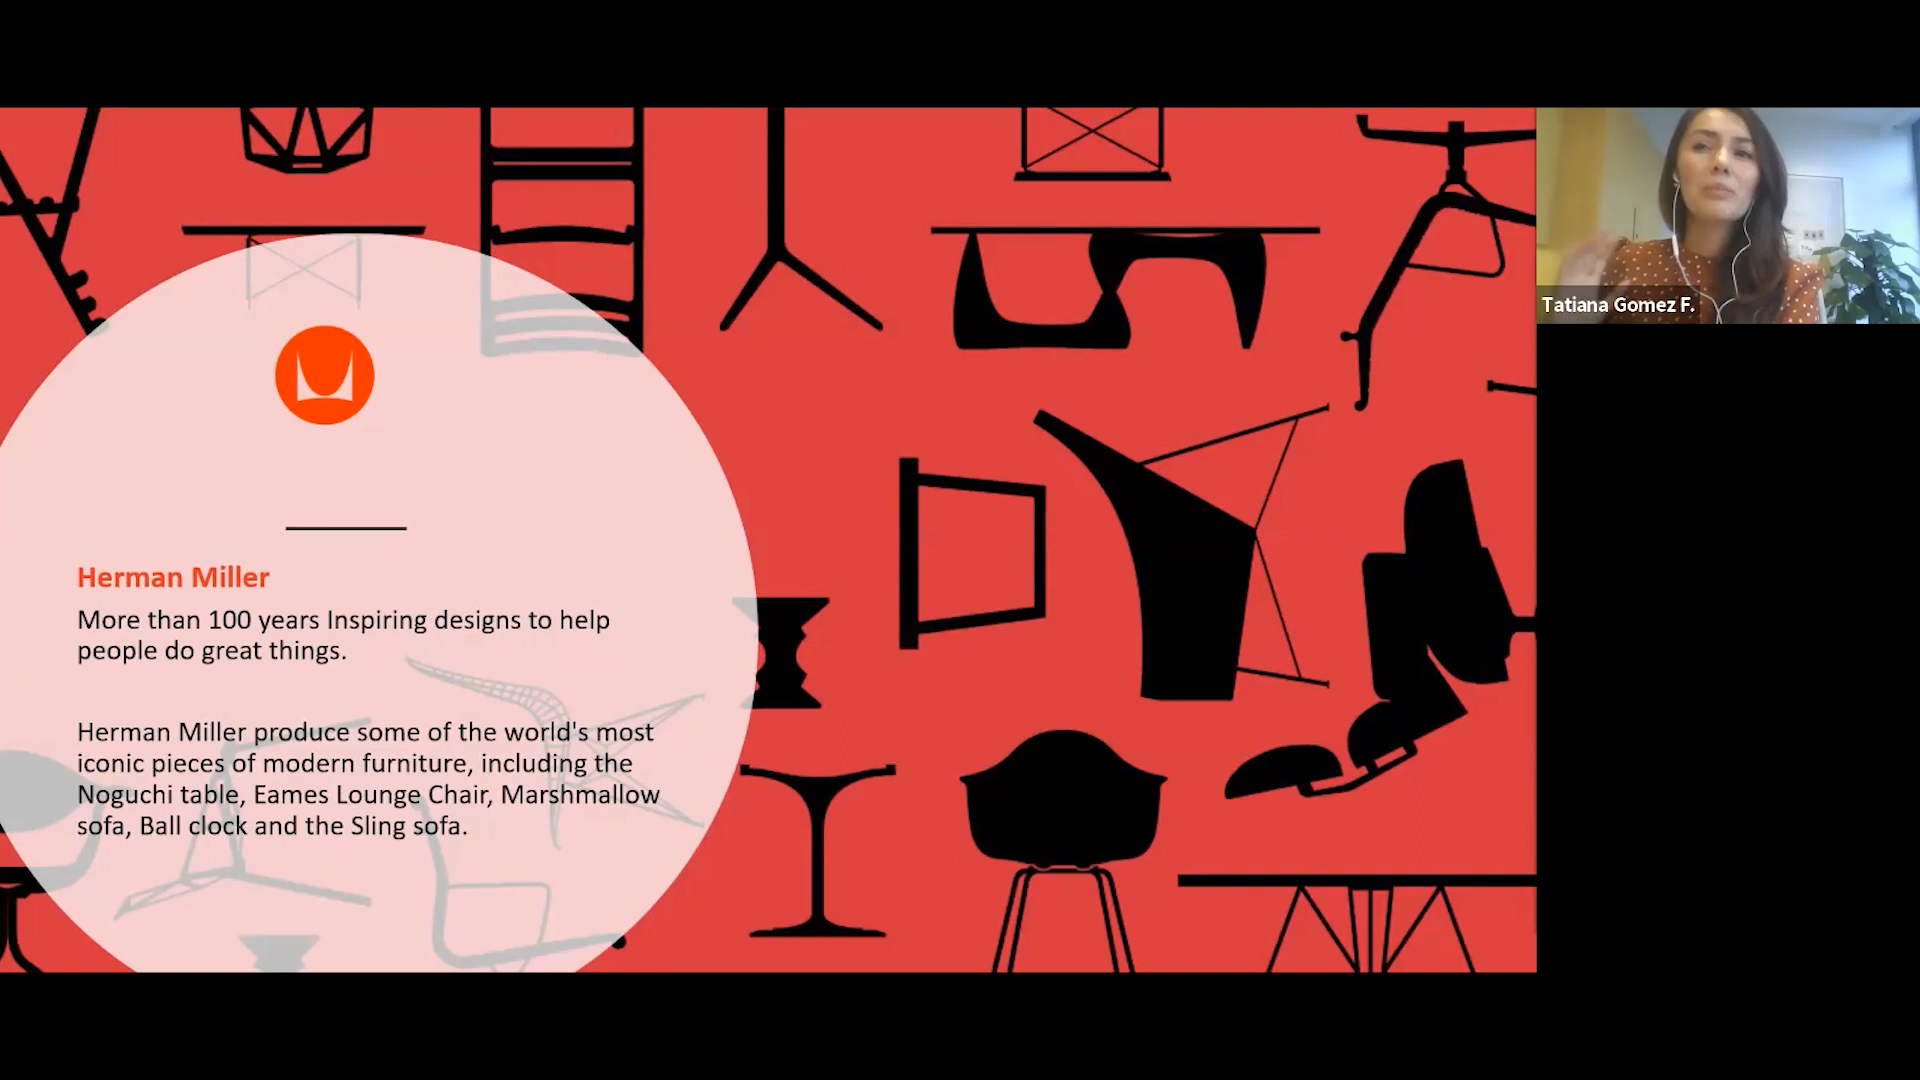 Tatiana Gomez F.
Herman Miller
More than 100 years Inspiring designs to help
people do great things.
Herman Miller produce some of the world's most
iconic pieces of modern furniture, including the
Noguchi table, Eames Lounge Chair, Marshmallow
sofa, Ball clock and the Sling sofa.